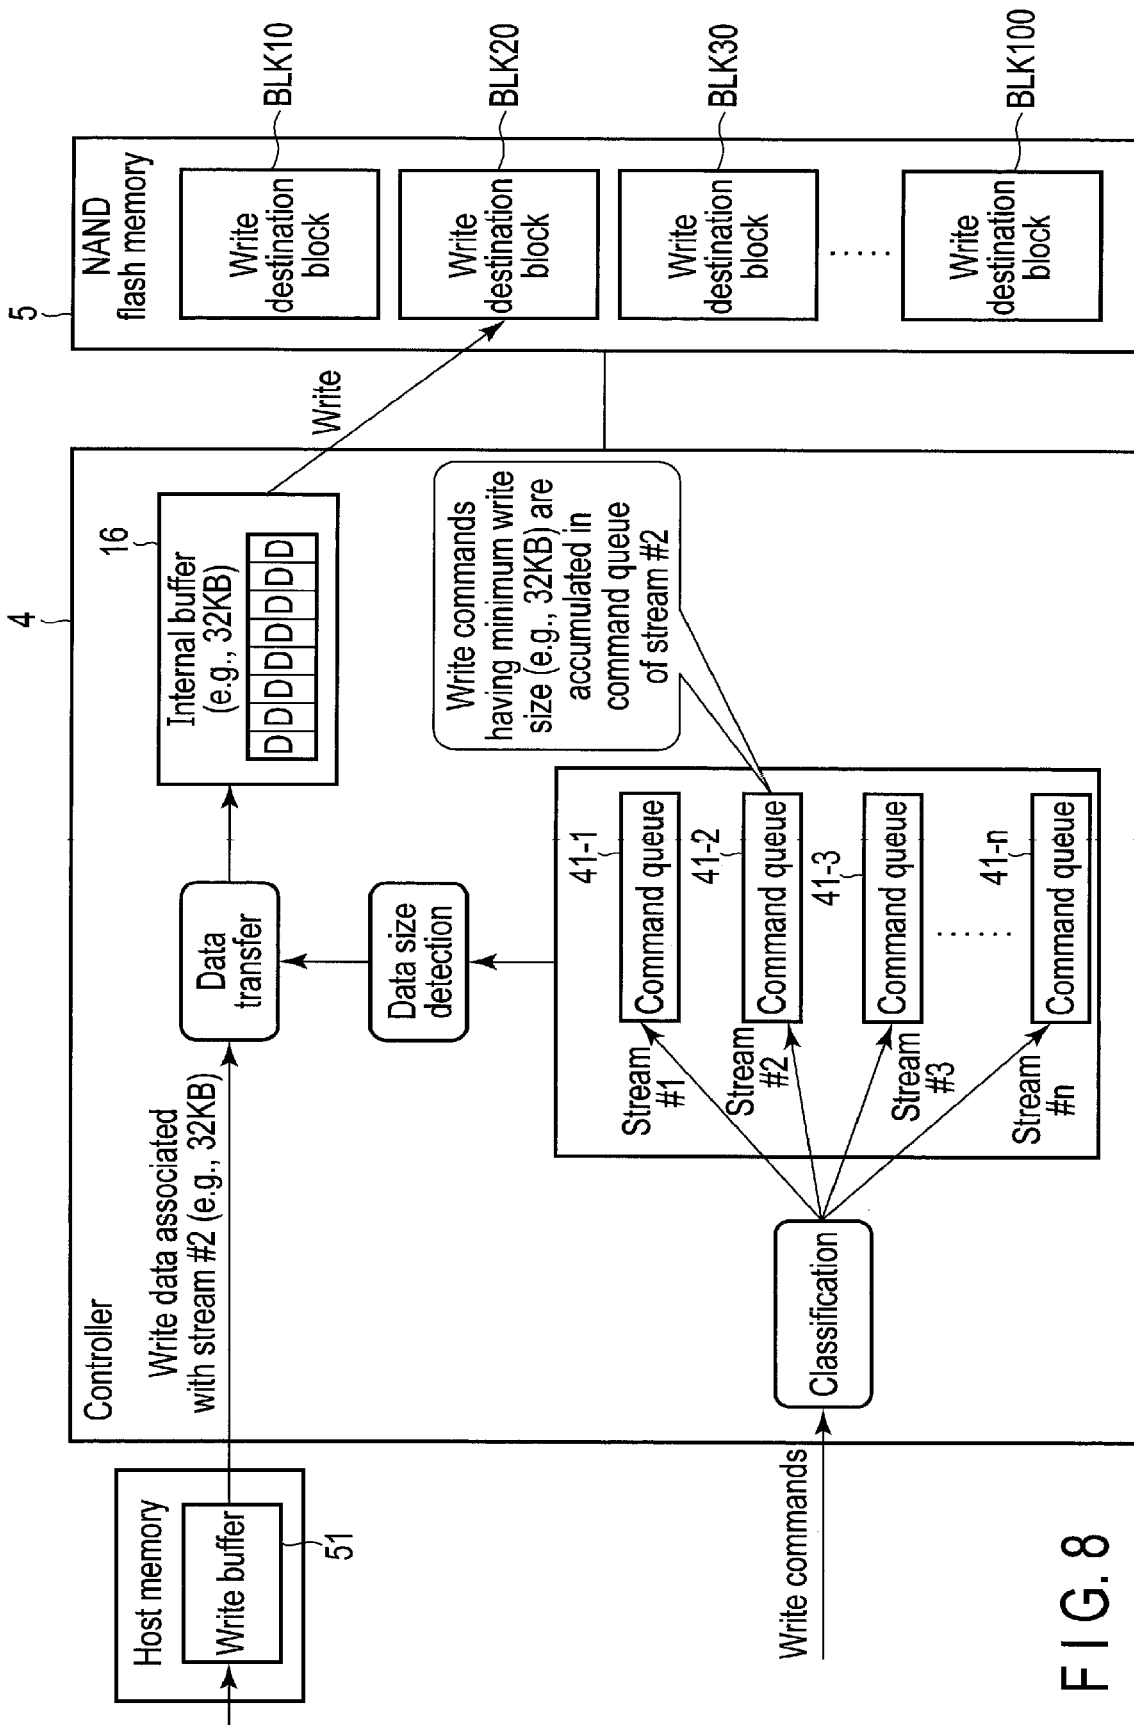 Host memory
Write buffer
51
Controller
4
Write data associated
with stream #2 (e.g., 32KB)
Data
transfer
Data size
detection
16
Internal buffer
(e.g., 32KB)
D D D D D D D D
Write
5
NAND
flash memory
Write
destination
block
BLK10
Write
destination
block
BLK20
Write
destination
block
BLK30
.....
Write
destination
block
BLK100
Write commands
having minimum write
size (e.g., 32KB) are
accumulated in
command queue
of stream #2
Write commands
Classification
Stream
#1
41-1
Command queue
Stream
#2
41-2
Command queue
Stream
#3
41-3
Command queue
......
Stream
#n
41-n
Command queue
FIG. 8